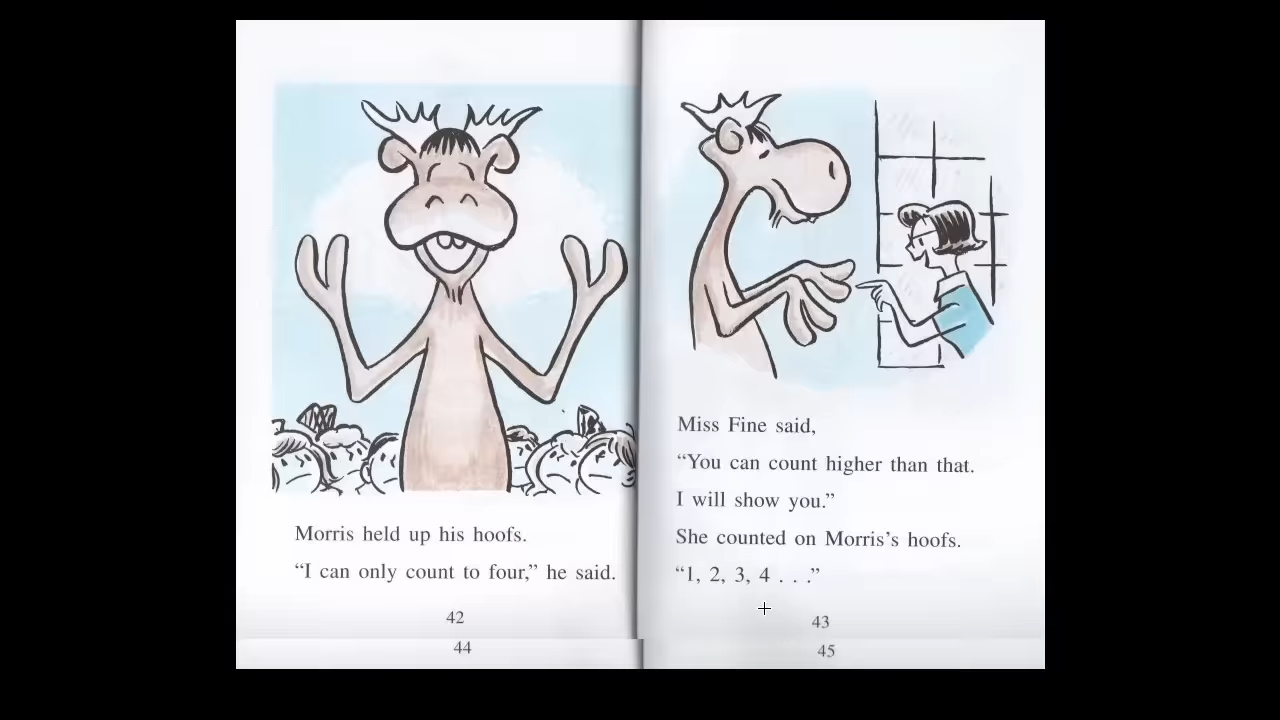 Morris held up his hoofs.
“I can only count to four,” he said.
42
44
Miss Fine said,
“You can count higher than that.
I will show you.”
She counted on Morris’s hoofs.
“1, 2, 3, 4 . . .”
43
45